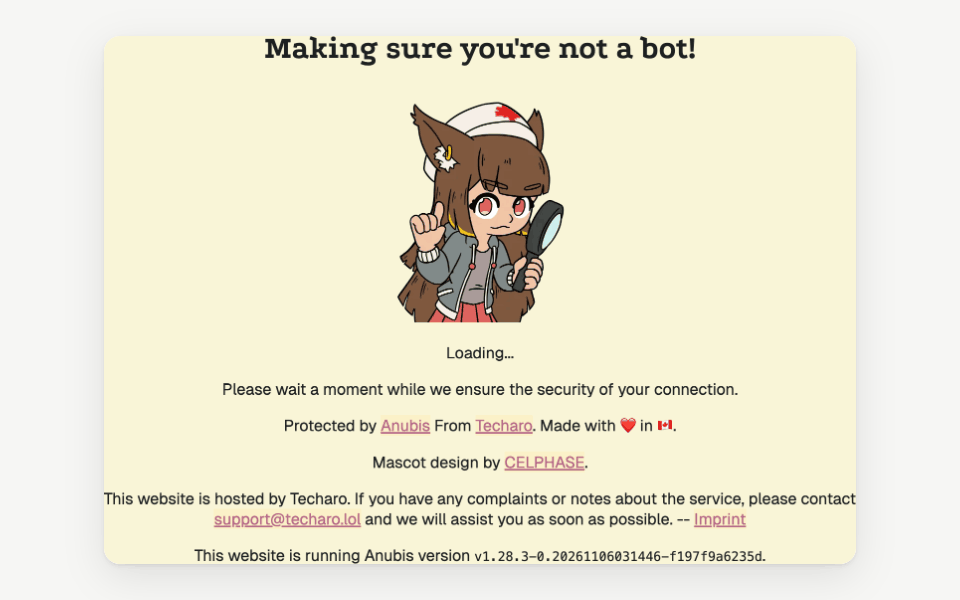 Making sure you're not a bot!
Loading...
Please wait a moment while we ensure the security of your connection.
Protected by Anubis From Techaro. Made with ❤️ in 🇨🇦.
Mascot design by CELPHASE.
This website is hosted by Techaro. If you have any complaints or notes about the service, please contact
support@techaro.lol and we will assist you as soon as possible. -- Imprint
This website is running Anubis version v1.28.3-0.20261106031446-f197f9a6235d.